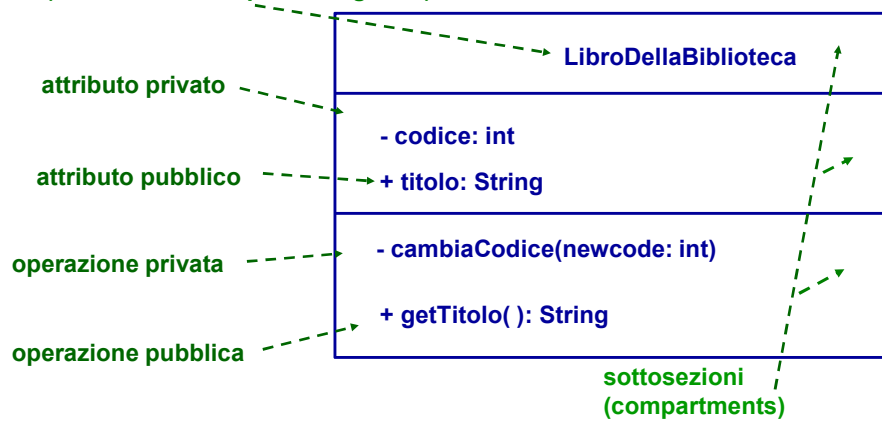 LibroDellaBiblioteca
attributo privato
- codice: int
attributo pubblico
+ titolo: String
operazione privata
- cambiaCodice(newcode: int)
+ getTitolo( ): String
operazione pubblica
sottosezioni
(compartments)